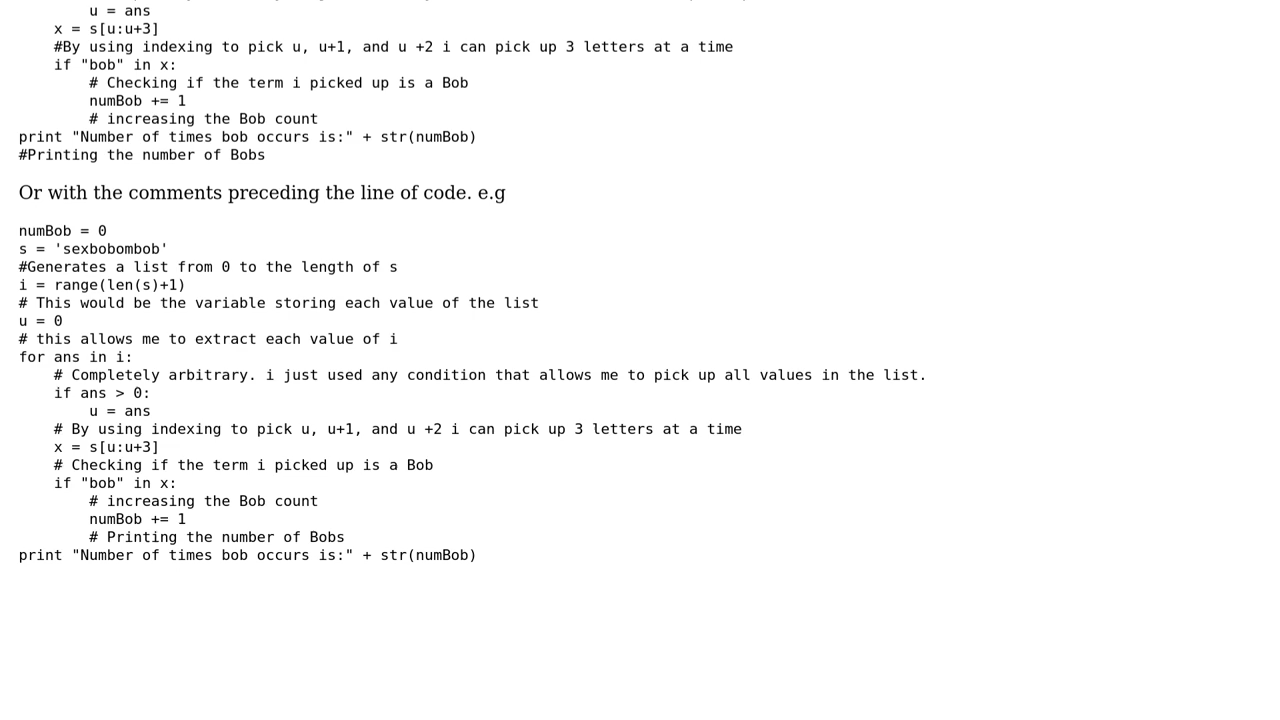 u = ans
    x = s[u:u+3]
    #By using indexing to pick u, u+1, and u +2 i can pick up 3 letters at a time
    if "bob" in x:
        # Checking if the term i picked up is a Bob
        numBob += 1
        # increasing the Bob count
print "Number of times bob occurs is:" + str(numBob)
#Printing the number of Bobs
Or with the comments preceding the line of code. e.g
numBob = 0
s = 'sexbobombob'
#Generates a list from 0 to the length of s
i = range(len(s)+1)
# This would be the variable storing each value of the list
u = 0
# this allows me to extract each value of i
for ans in i:
    # Completely arbitrary. i just used any condition that allows me to pick up all values in the list.
    if ans > 0:
        u = ans
    # By using indexing to pick u, u+1, and u +2 i can pick up 3 letters at a time
    x = s[u:u+3]
    # Checking if the term i picked up is a Bob
    if "bob" in x:
        # increasing the Bob count
        numBob += 1
        # Printing the number of Bobs
print "Number of times bob occurs is:" + str(numBob)